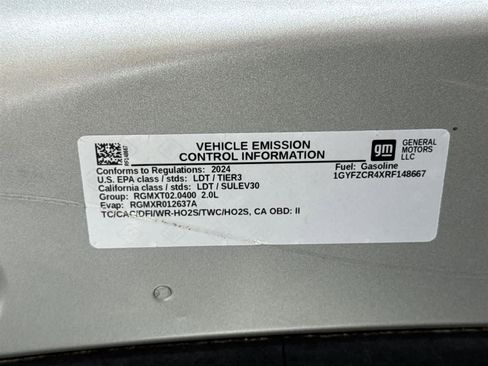 VEHICLE EMISSION
CONTROL INFORMATION
gm
GENERAL
MOTORS
LLC
Conforms to Regulations: 2024
Fuel: Gasoline
U.S. EPA class / stds: LDT / TIER3
1GYFZCR4XRF148667
California class / stds: LDT / SULEV30
Group: RGMXT02.0400 2.0L
Evap: RGMXR012637A
TC/CAC/DFI/WR-HO2S/TWC/HO2S, CA OBD: II